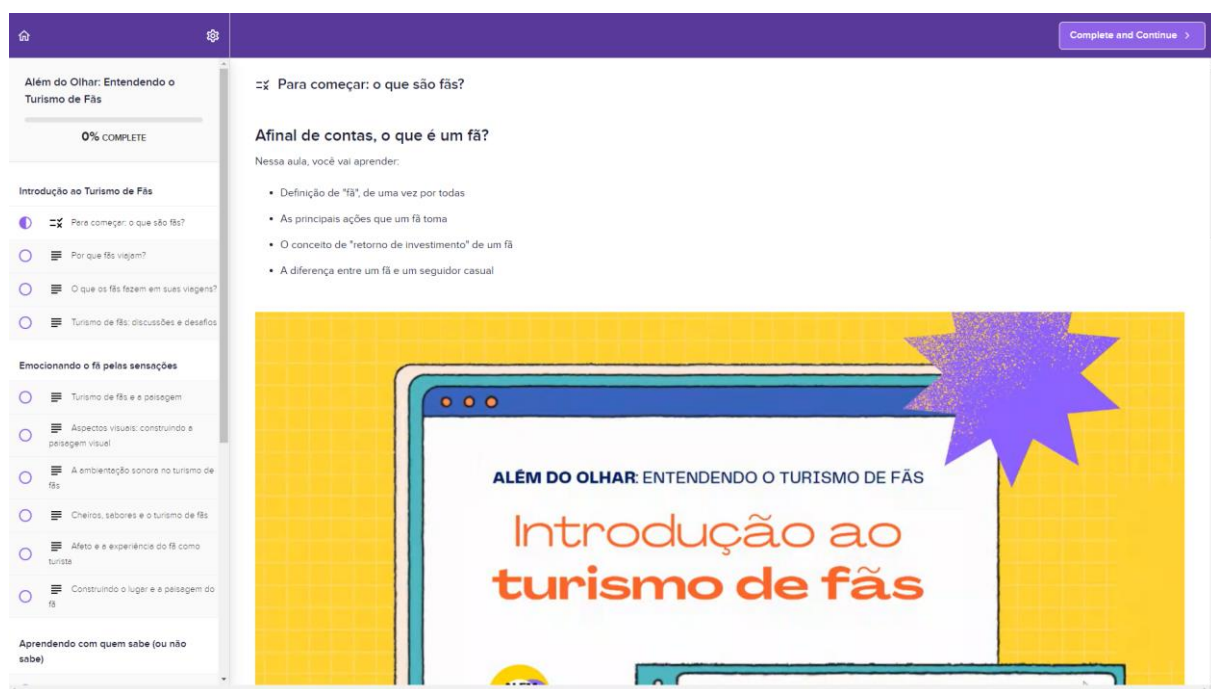 Complete and Continue
Além do Olhar: Entendendo o
Turismo de Fãs
0% COMPLETE
Introdução ao Turismo de Fãs
Para começar: o que são fãs?
Por que fãs viajam?
O que os fãs fazem em suas viagens?
Turismo de fãs: discussões e desafios
Emocionando o fã pelas sensações
Turismo de fãs e a paisagem
Aspectos visuais: construindo a
paisagem visual
A ambientação sonora no turismo de
fãs
Cheiros, sabores e o turismo de fãs
Afeto e a experiência do fã como
turista
Construindo o lugar e a paisagem do
fã
Aprendendo com quem sabe (ou não
sabe)
Para começar: o que são fãs?
Afinal de contas, o que é um fã?
Nessa aula, você vai aprender:
• Definição de "fã", de uma vez por todas
• As principais ações que um fã toma
• O conceito de "retorno de investimento" de um fã
• A diferença entre um fã e um seguidor casual
ALÉM DO OLHAR: ENTENDENDO O TURISMO DE FÃS
Introdução ao
turismo de fãs